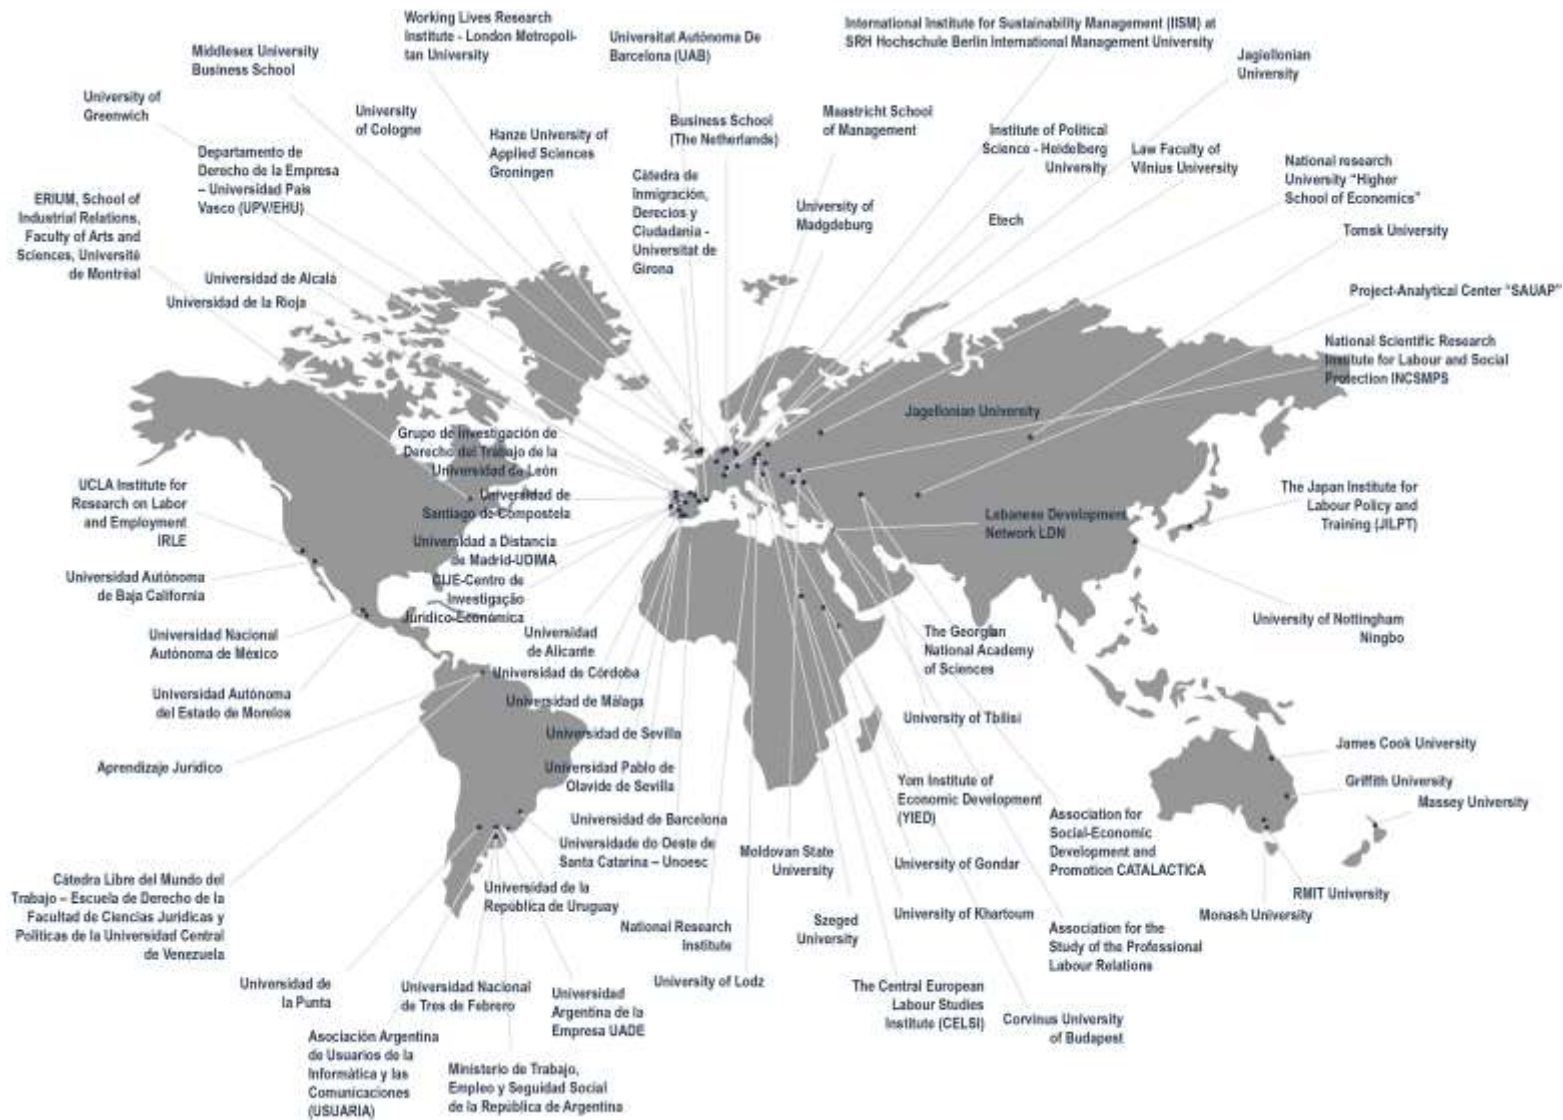 Working Lives Research
Institute - London Metropoli-
tan University
Universitat Autónoma De
Barcelona (UAB)
International Institute for Sustainability Management (IISM) at
SRH Hochschule Berlin International Management University
Middlesex University
Business School
Jagiellonian
University
University of
Greenwich
University
of Cologne
Hanze University of
Applied Sciences
Groningen
Business School
(The Netherlands)
Maastricht School
of Management
Institute of Political
Science - Heidelberg
University
Law Faculty of
Vilnius University
National research
University "Higher
School of Economics"
Departamento de
Derecho de la Empresa
– Universidad Pais
Vasco (UPV/EHU)
Cátedra de
Inmigración,
Derecios y
Ciudadania -
Universitat de
Girona
University of
Madgdeburg
Etech
Tomsk University
ERIUM, School of
Industrial Relations,
Faculty of Arts and
Sciences, Université
de Montréal
Universidad de Alcalá
Universidad de la Rioja
Project-Analytical Center "SAUAP"
National Scientific Research
Institute for Labour and Social
Protection INCSMPS
Jagellonian University
Grupo de Investigación de
Derecho del Trabajo de la
Universidad de León
UCLA Institute for
Research on Labor
and Employment
IRLE
Universidad de
Santiago de Compostela
Lebanese Development
Network LDN
The Japan Institute for
Labour Policy and
Training (JILPT)
Universidad a Distancia
de Madrid-UDIMA
CIJE-Centro de
Investigação
Jurídico-Económica
Universidad Autónoma
de Baja California
University of Nottingham
Ningbo
Universidad Nacional
Autónoma de México
Universidad
de Alicante
The Georgian
National Academy
of Sciences
Universidad de Córdoba
Universidad Autónoma
del Estado de Morelos
Universidad de Málaga
University of Tbilisi
Universidad de Sevilla
James Cook University
Aprendizaje Juridico
Universidad Pablo de
Olavide de Sevilla
Yom Institute of
Economic Development
(YIED)
Griffith University
Massey University
Universidad de Barcelona
Association for
Social-Economic
Development and
Promotion CATALACTICA
Universidade do Oeste de
Santa Catarina – Unoesc
Moldovan State
University
University of Gondar
Cátedra Libre del Mundo del
Trabajo – Escuela de Derecho de la
Facultad de Ciencias Juridicas y
Politicas de la Universidad Central
de Venezuela
Universidad de la
República de Uruguay
RMIT University
Monash University
National Research
Institute
Szeged
University
University of Khartoum
Association for the
Study of the Professional
Labour Relations
Universidad de
la Punta
Universidad Nacional
de Tres de Febrero
Universidad
Argentina de la
Empresa UADE
University of Lodz
The Central European
Labour Studies
Institute (CELSI)
Corvinus University
of Budapest
Asociación Argentina
de Usuarios de la
Informática y las
Comunicaciones
(USUARIA)
Ministerio de Trabajo,
Empleo y Seguidad Social
de la República de Argentina